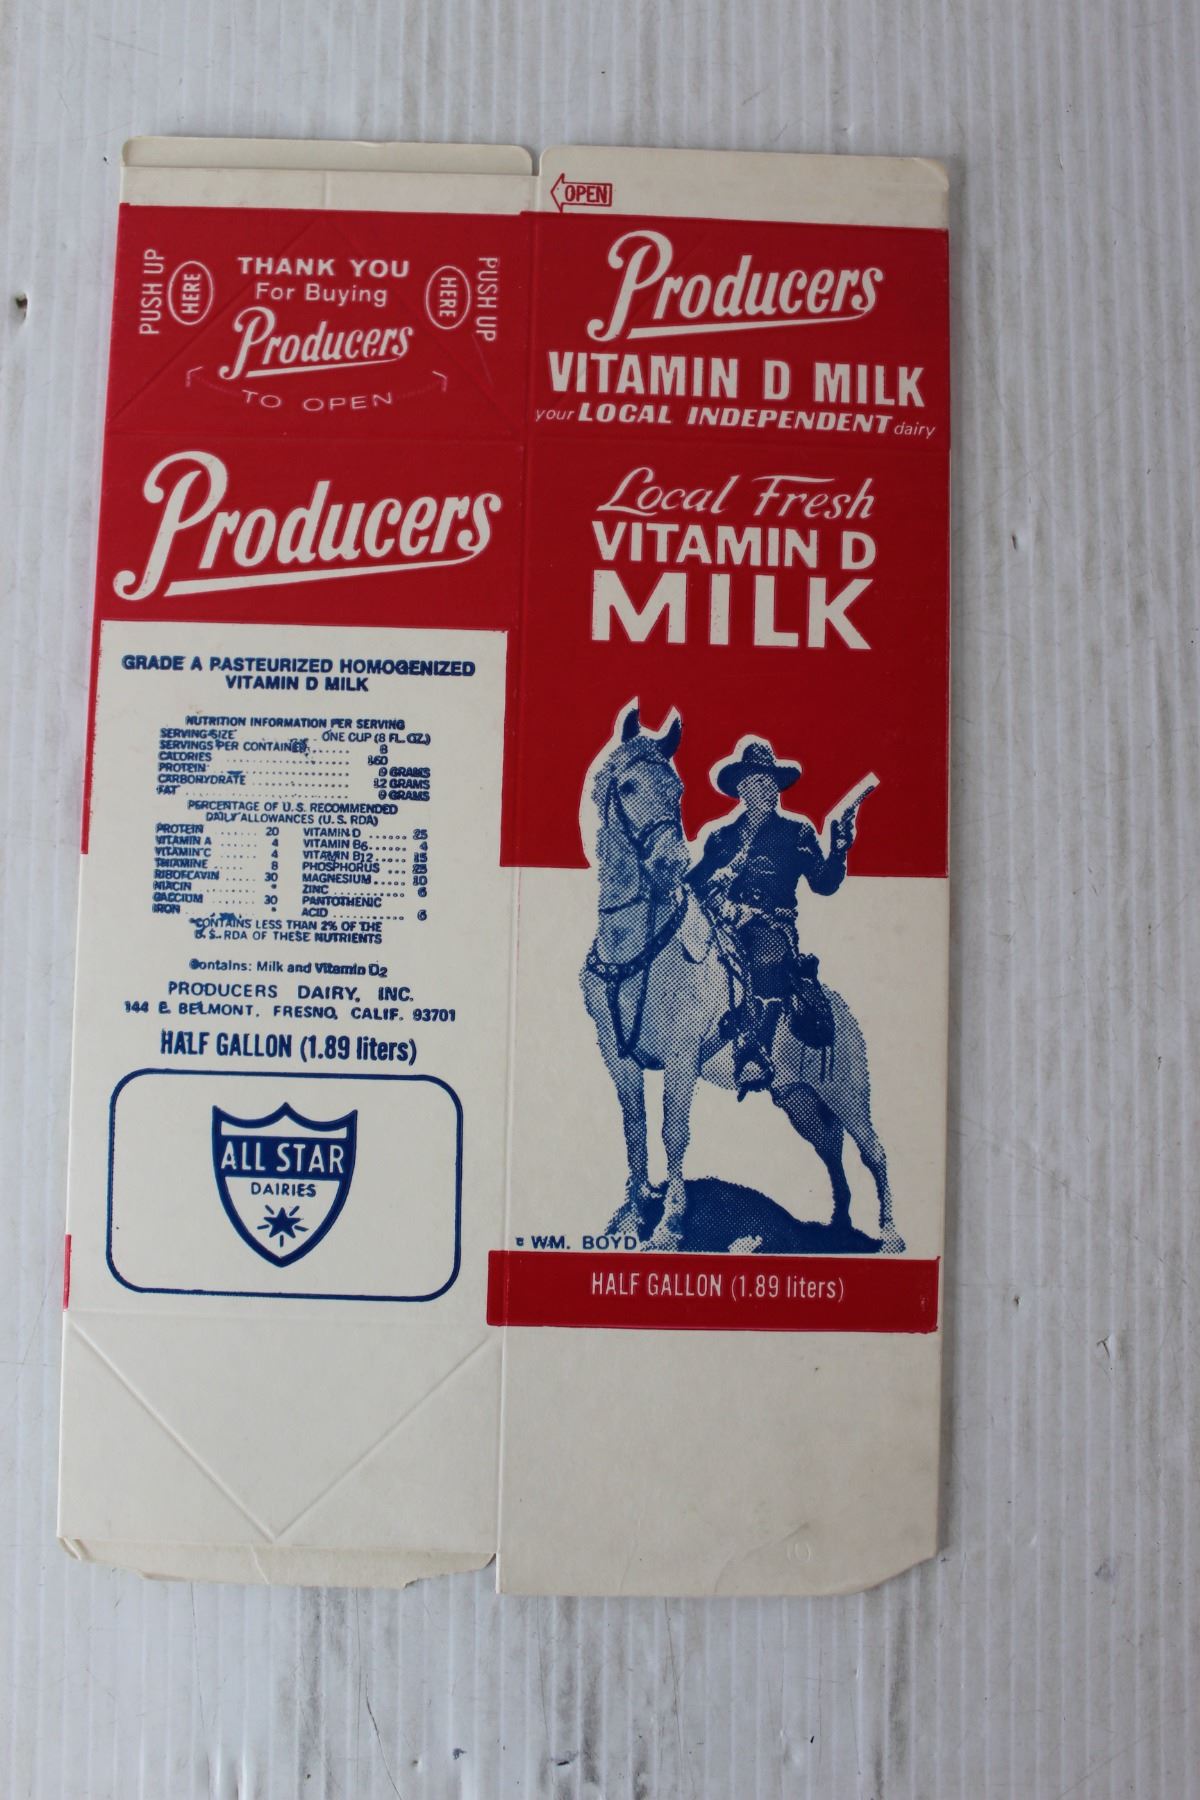 PUSH UP
HERE
THANK YOU
For Buying
Producers
TO OPEN
HERE
PUSH UP
Producers
GRADE A PASTEURIZED HOMOGENIZED
VITAMIN D MILK
NUTRITION INFORMATION PER SERVING
SERVING SIZE ONE CUP (8 FL. OZ.)
SERVINGS PER CONTAINER ...... 8
CALORIES .................... 160
PROTEIN .................... 9 GRAMS
CARBOHYDRATE ............... 12 GRAMS
FAT ........................ 9 GRAMS
PERCENTAGE OF U.S. RECOMMENDED
DAILY ALLOWANCES (U.S. RDA)
PROTEIN ...... 20 VITAMIN D ...... 25
VITAMIN A ..... 4 VITAMIN B6 ..... 4
VITAMIN C ..... 4 VITAMIN B12 ..... 15
THIAMINE ..... 8 PHOSPHORUS ... 25
RIBOFLAVIN .... 30 MAGNESIUM ..... 10
NIACIN ........ * ZINC ........... 6
CALCIUM ...... 30 PANTOTHENIC
IRON ......... * ACID ........... 6
*CONTAINS LESS THAN 2% OF THE
U.S. RDA OF THESE NUTRIENTS
Contains: Milk and Vitamin D2
PRODUCERS DAIRY, INC.
144 E. BELMONT, FRESNO, CALIF. 93701
HALF GALLON (1.89 liters)
ALL STAR
DAIRIES
OPEN
Producers
VITAMIN D MILK
your LOCAL INDEPENDENT dairy
Local Fresh
VITAMIN D
MILK
WM. BOYD
HALF GALLON (1.89 liters)